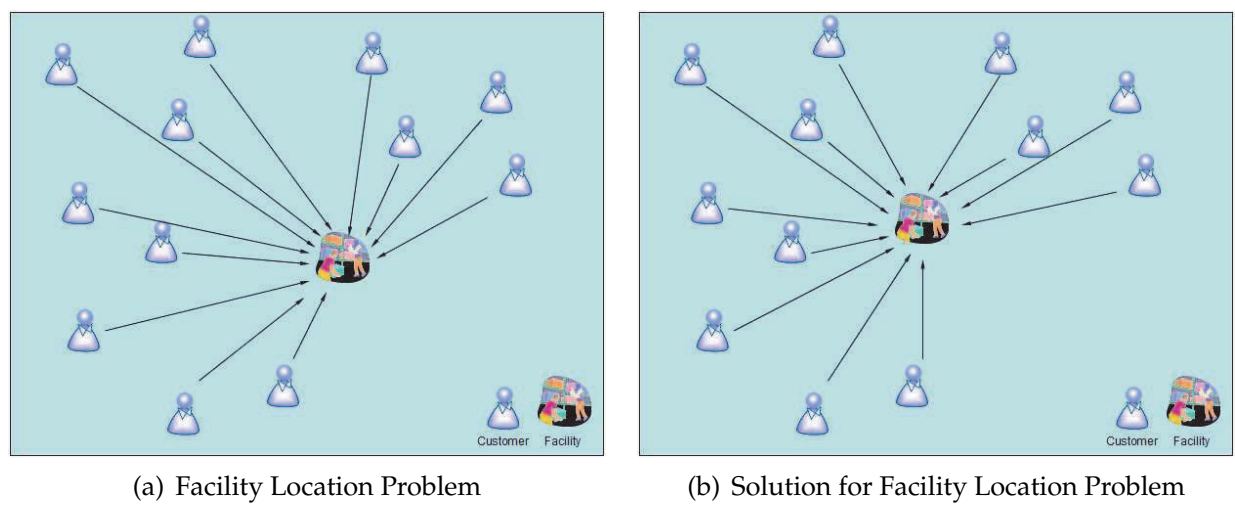 Customer Facility
Customer Facility
(a) Facility Location Problem
(b) Solution for Facility Location Problem